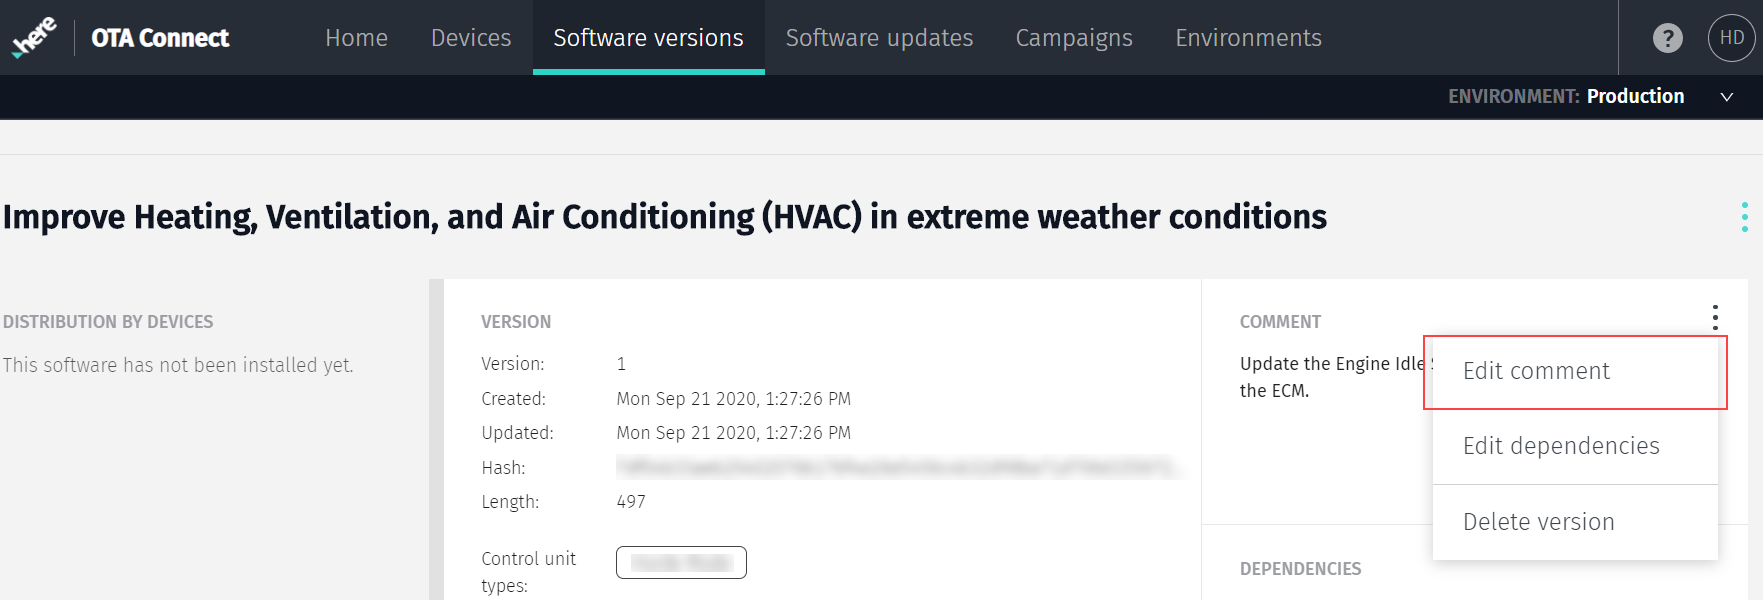 here OTA Connect Home Devices Software versions Software updates Campaigns Environments ? HD
ENVIRONMENT: Production
Improve Heating, Ventilation, and Air Conditioning (HVAC) in extreme weather conditions
DISTRIBUTION BY DEVICES
This software has not been installed yet.
VERSION
Version: 1
Created: Mon Sep 21 2020, 1:27:26 PM
Updated: Mon Sep 21 2020, 1:27:26 PM
Hash:
Length: 497
Control unit
types:
COMMENT
Update the Engine Idle
the ECM.
Edit comment
Edit dependencies
Delete version
DEPENDENCIES